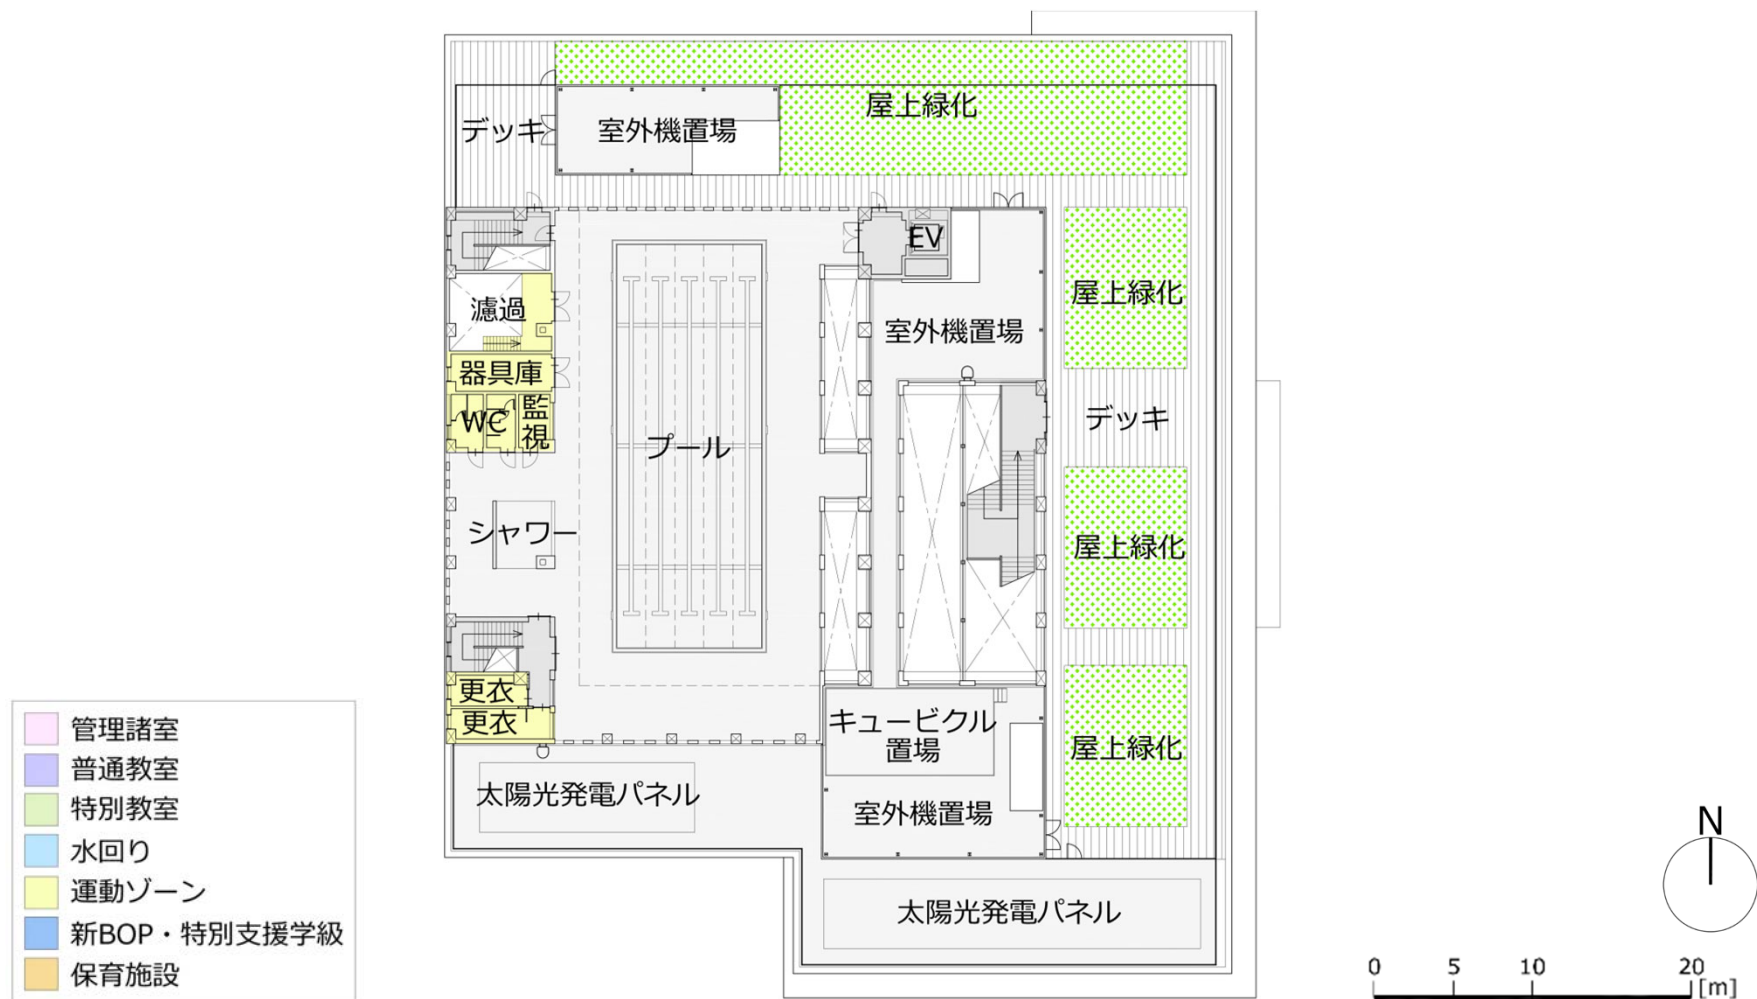 屋上緑化
デッキ
室外機置場
EV
濾過
屋上緑化
室外機置場
器具庫
WC
監視
デッキ
プール
シャワー
屋上緑化
更衣
更衣
キュービクル
置場
屋上緑化
太陽光発電パネル
室外機置場
太陽光発電パネル
管理諸室
普通教室
特別教室
水回り
運動ゾーン
新BOP・特別支援学級
保育施設
N
0 5 10 20
[m]